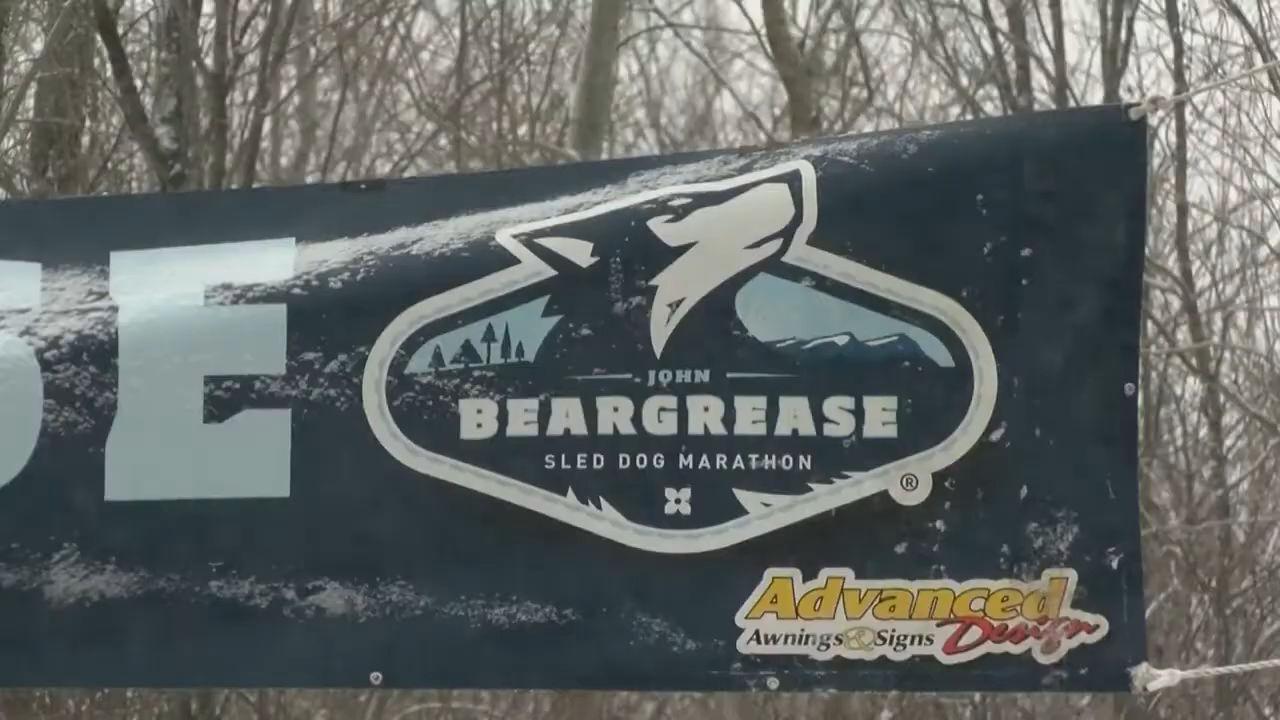 SE
JOHN
BEARGREASE
SLED DOG MARATHON
®
Advanced
Design
Awnings & Signs